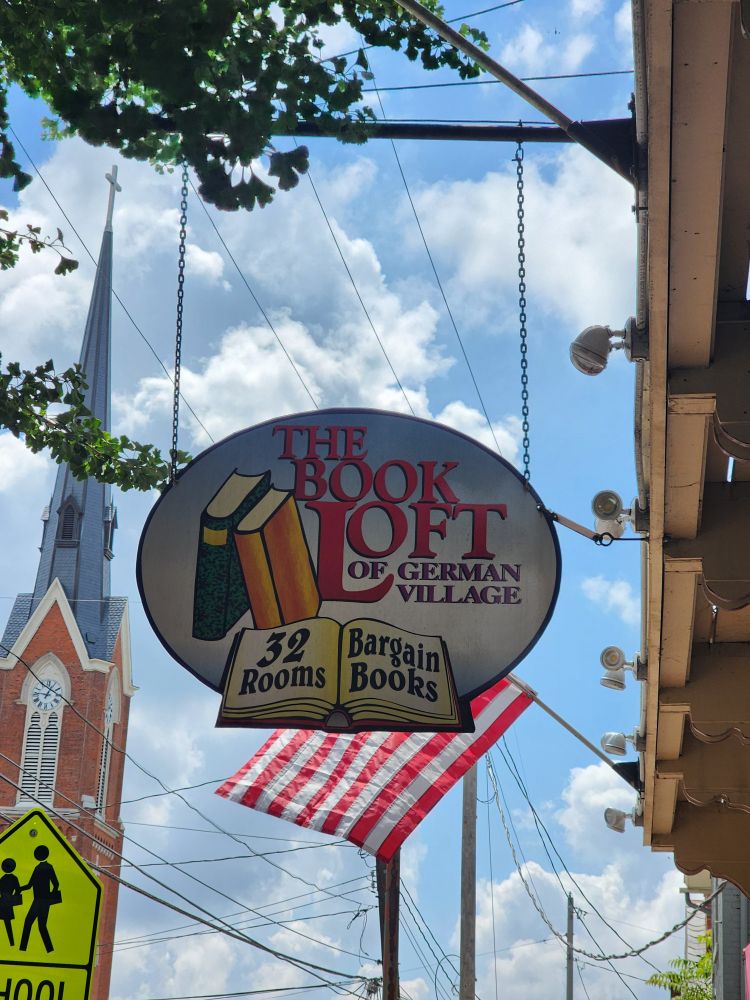 THE
BOOK
LOFT
OF GERMAN
VILLAGE
32
Rooms
Bargain
Books
HOOL